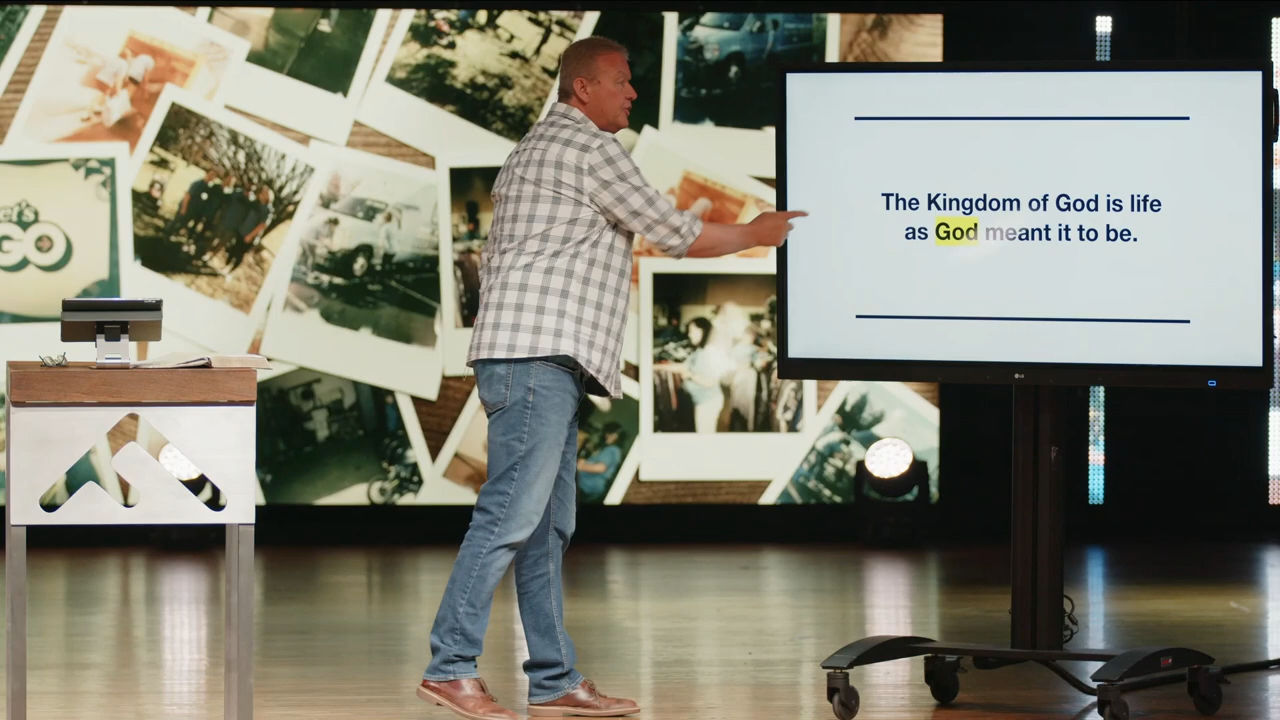 The Kingdom of God is life
as God meant it to be.
GO
LG